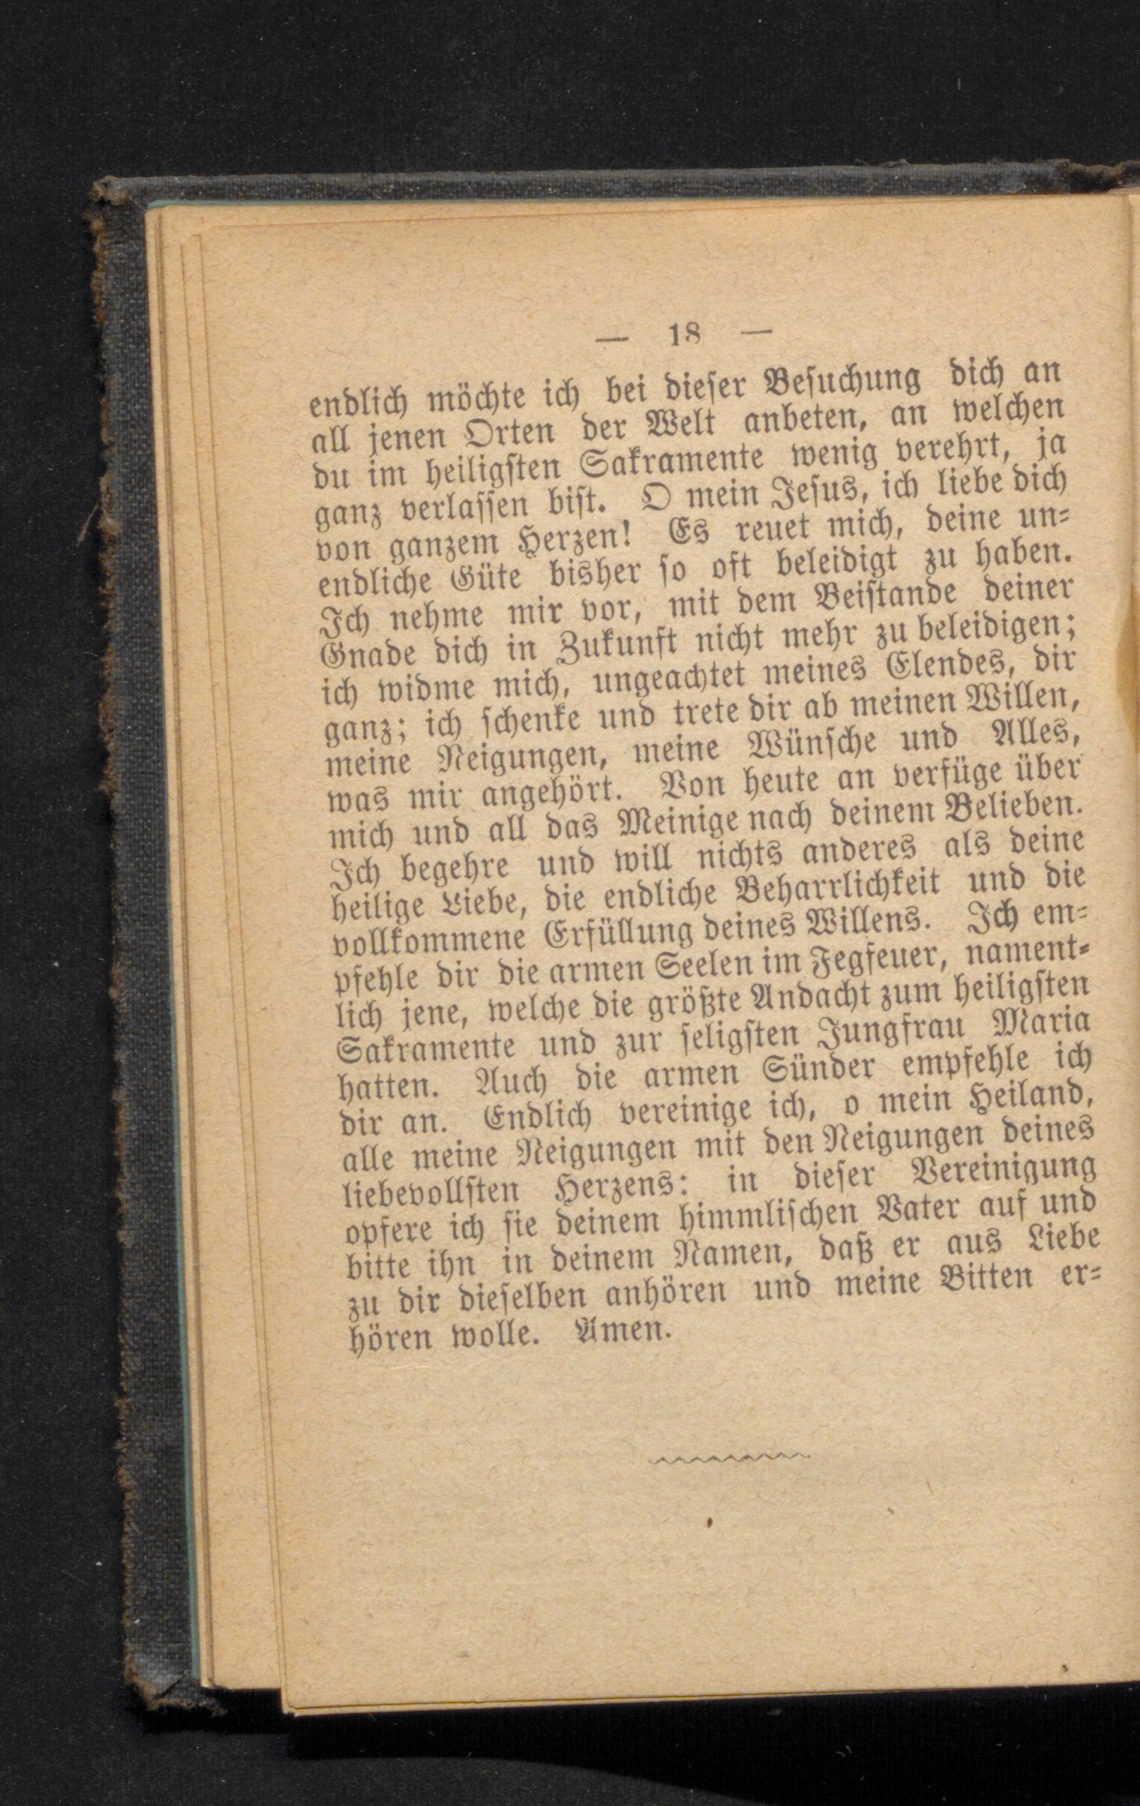 — 18 —
endlich möchte ich bei dieser Besuchung dich an
all jenen Orten der Welt anbeten, an welchen
du im heiligsten Sakramente wenig verehrt, ja
ganz verlassen bist. O mein Jesus, ich liebe dich
von ganzem Herzen! Es reuet mich, deine un-
endliche Güte bisher so oft beleidigt zu haben.
Ich nehme mir vor, mit dem Beistande deiner
Gnade dich in Zukunft nicht mehr zu beleidigen;
ich widme mich, ungeachtet meines Elendes, dir
ganz; ich schenke und trete dir ab meinen Willen,
meine Neigungen, meine Wünsche und Alles,
was mir angehört. Von heute an verfüge über
mich und all das Meinige nach deinem Belieben.
Ich begehre und will nichts anderes als deine
heilige Liebe, die endliche Beharrlichkeit und die
vollkommene Erfüllung deines Willens. Ich em-
pfehle dir die armen Seelen im Fegfeuer, nament-
lich jene, welche die größte Andacht zum heiligsten
Sakramente und zur seligsten Jungfrau Maria
hatten. Auch die armen Sünder empfehle ich
dir an. Endlich vereinige ich, o mein Heiland,
alle meine Neigungen mit den Neigungen deines
liebevollsten Herzens: in dieser Vereinigung
opfere ich sie deinem himmlischen Vater auf und
bitte ihn in deinem Namen, daß er aus Liebe
zu dir dieselben anhören und meine Bitten er-
hören wolle. Amen.